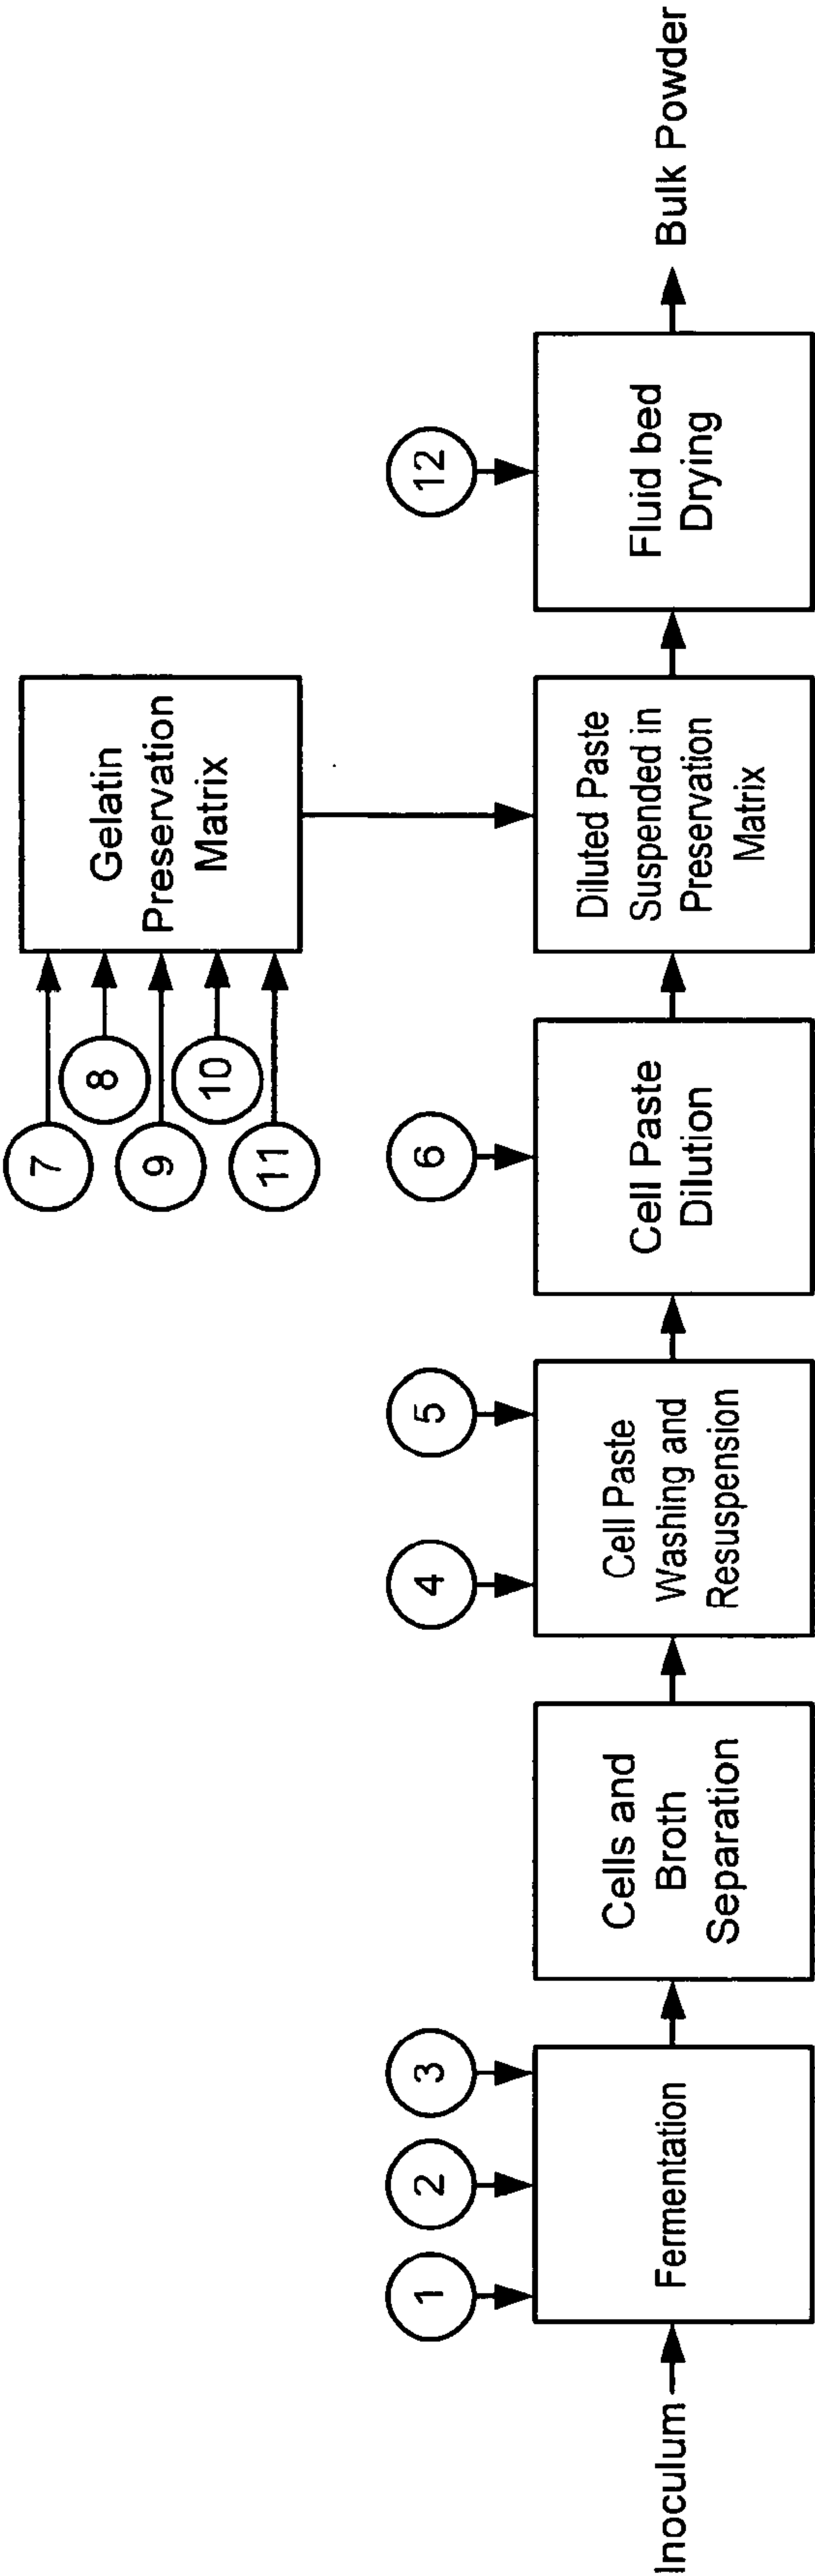 7
8
9
10
11
Gelatin
Preservation
Matrix
1
2
3
4
5
6
12
Inoculum
Fermentation
Cells and
Broth
Separation
Cell Paste
Washing and
Resuspension
Cell Paste
Dilution
Diluted Paste
Suspended in
Preservation
Matrix
Fluid bed
Drying
Bulk Powder